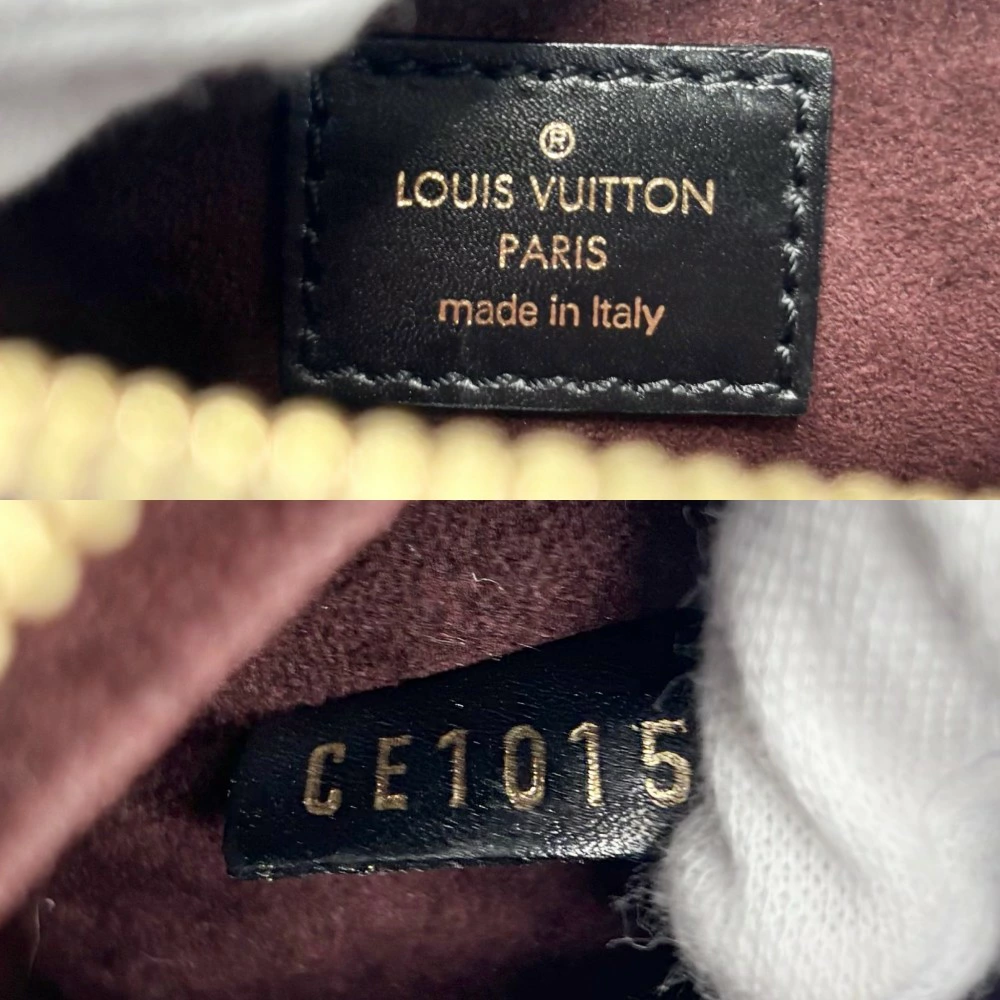 ®
LOUIS VUITTON
PARIS
made in Italy
CE1015